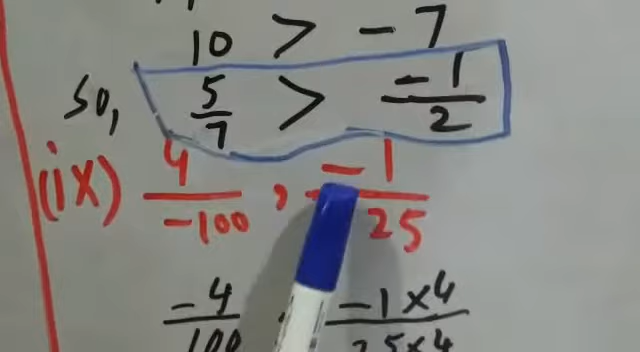 10 > -7
So, 5/7 > -1/2
(ix) 4/-100, -1/25
-4/100 -1×4/25×4